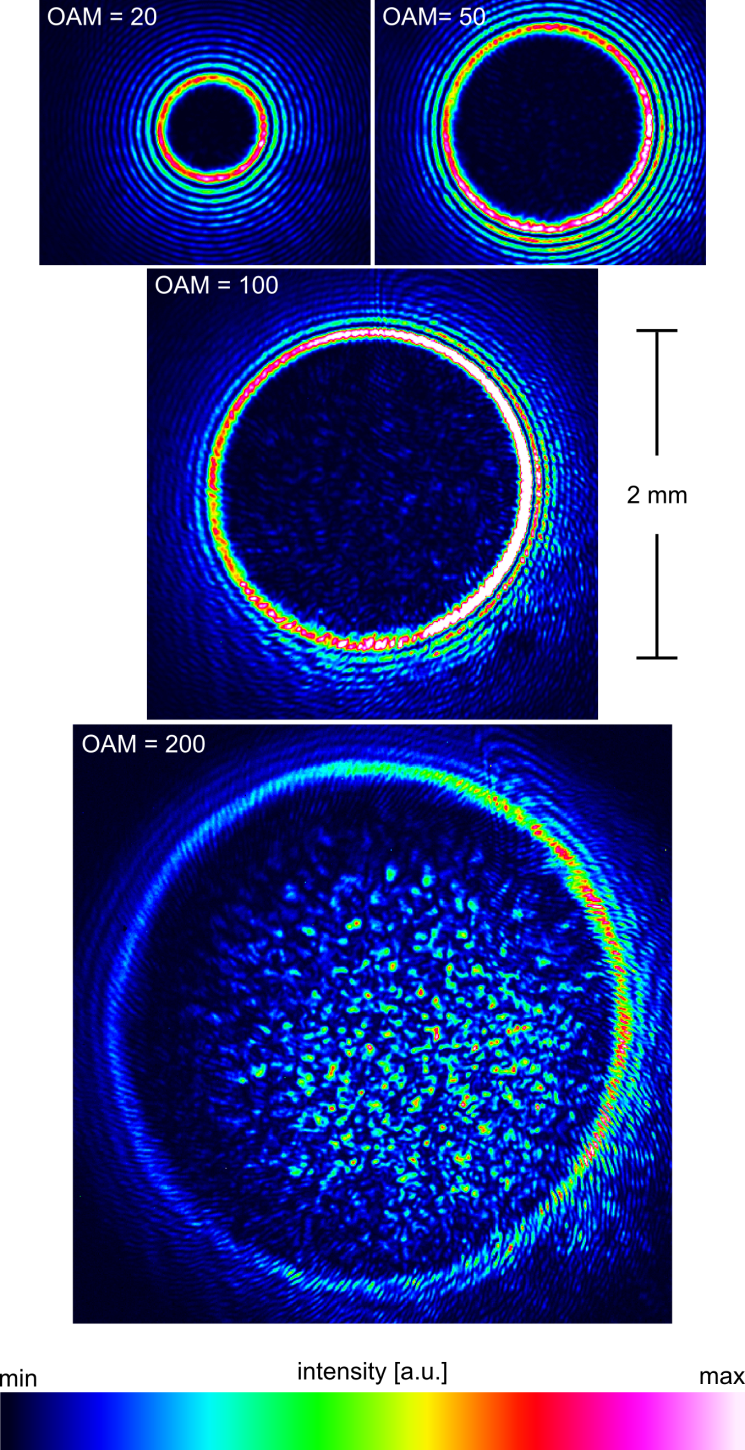 OAM = 20
OAM= 50
OAM = 100
2 mm
OAM = 200
min
intensity [a.u.]
max